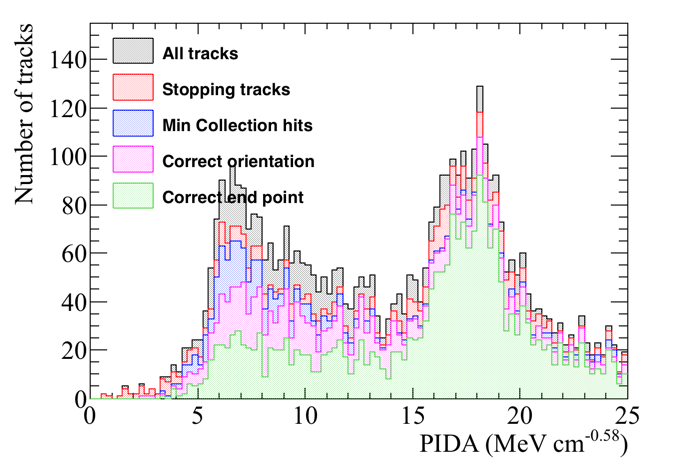 Number of tracks
140
120
100
80
60
40
20
0
All tracks
Stopping tracks
Min Collection hits
Correct orientation
Correct end point
0 5 10 15 20 25
PIDA (MeV cm-0.58)